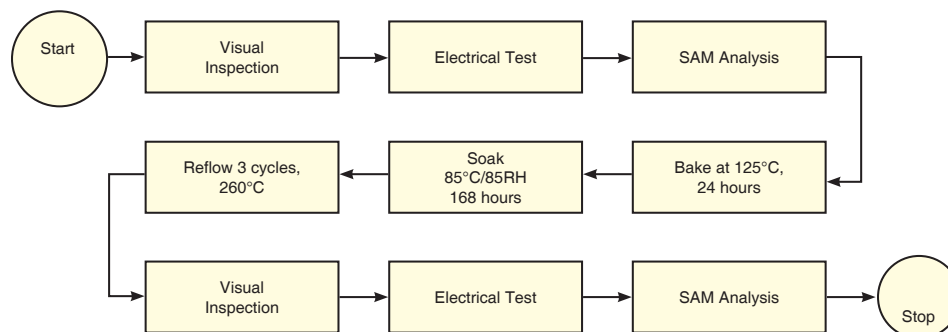 Start
Visual
Inspection
Electrical Test
SAM Analysis
Bake at 125°C,
24 hours
Soak
85°C/85RH
168 hours
Reflow 3 cycles,
260°C
Visual
Inspection
Electrical Test
SAM Analysis
Stop